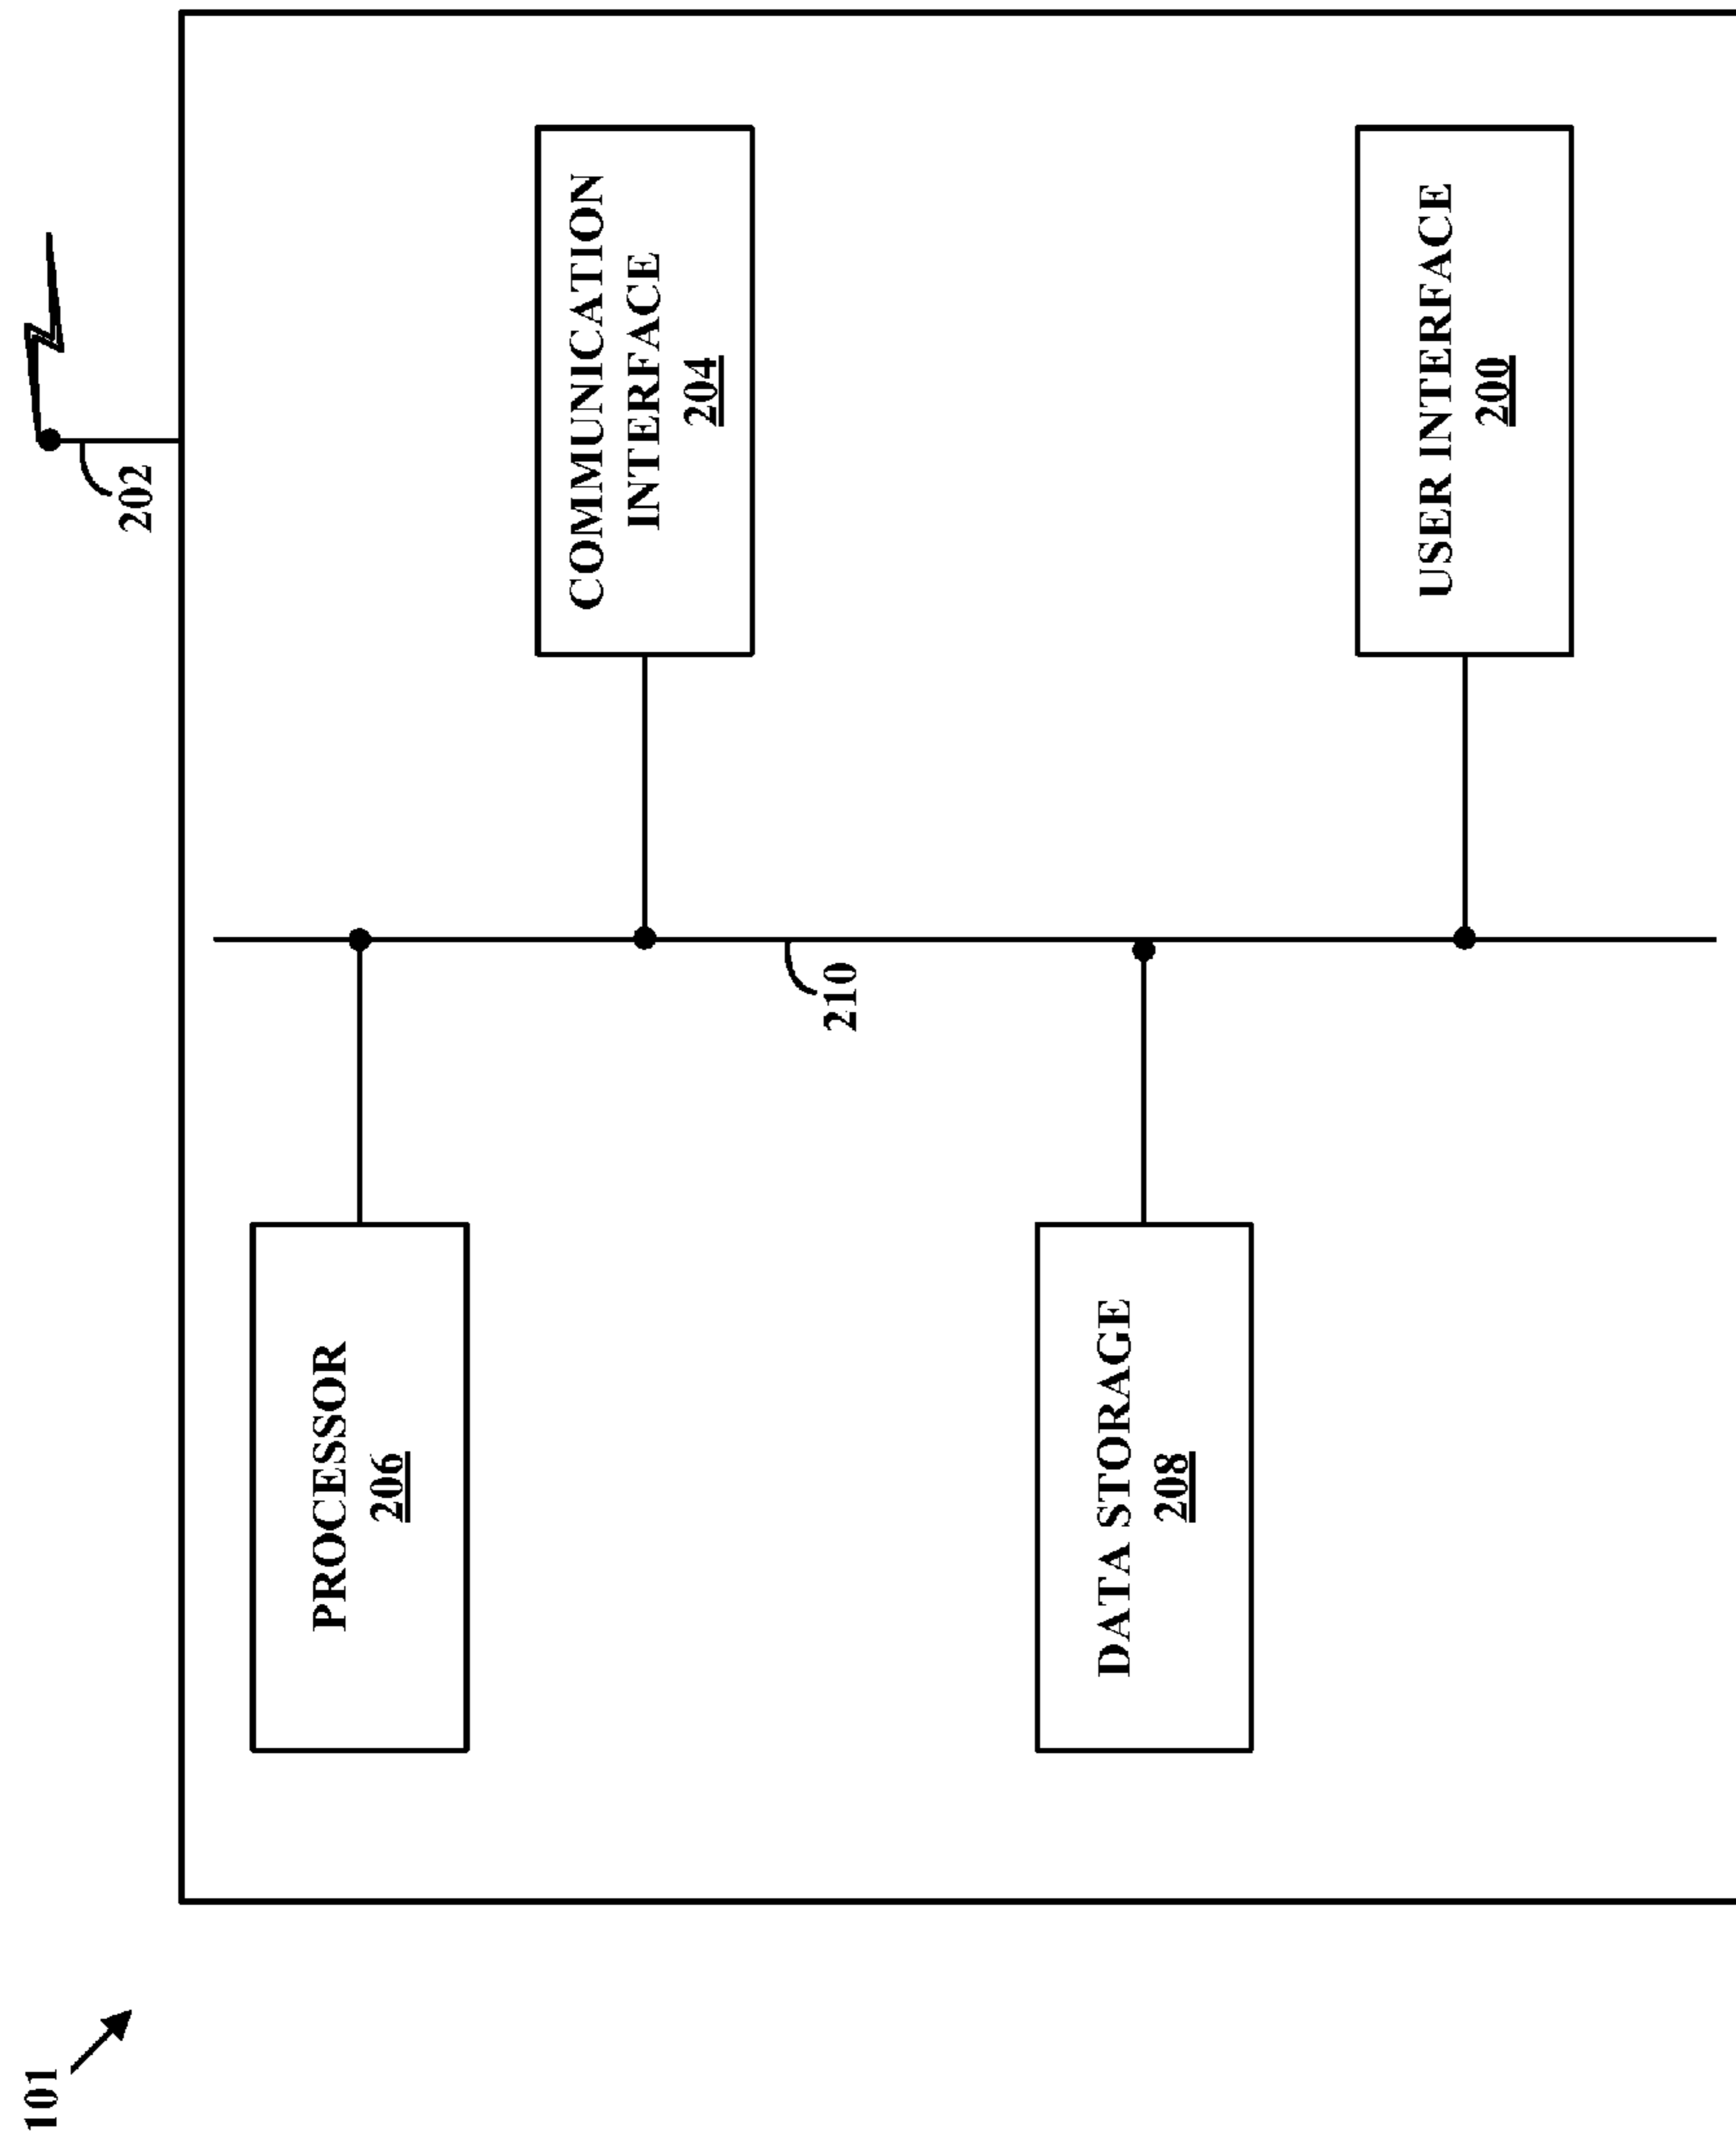 101
202
PROCESSOR
206
COMMUNICATION
INTERFACE
204
210
DATA STORAGE
208
USER INTERFACE
200